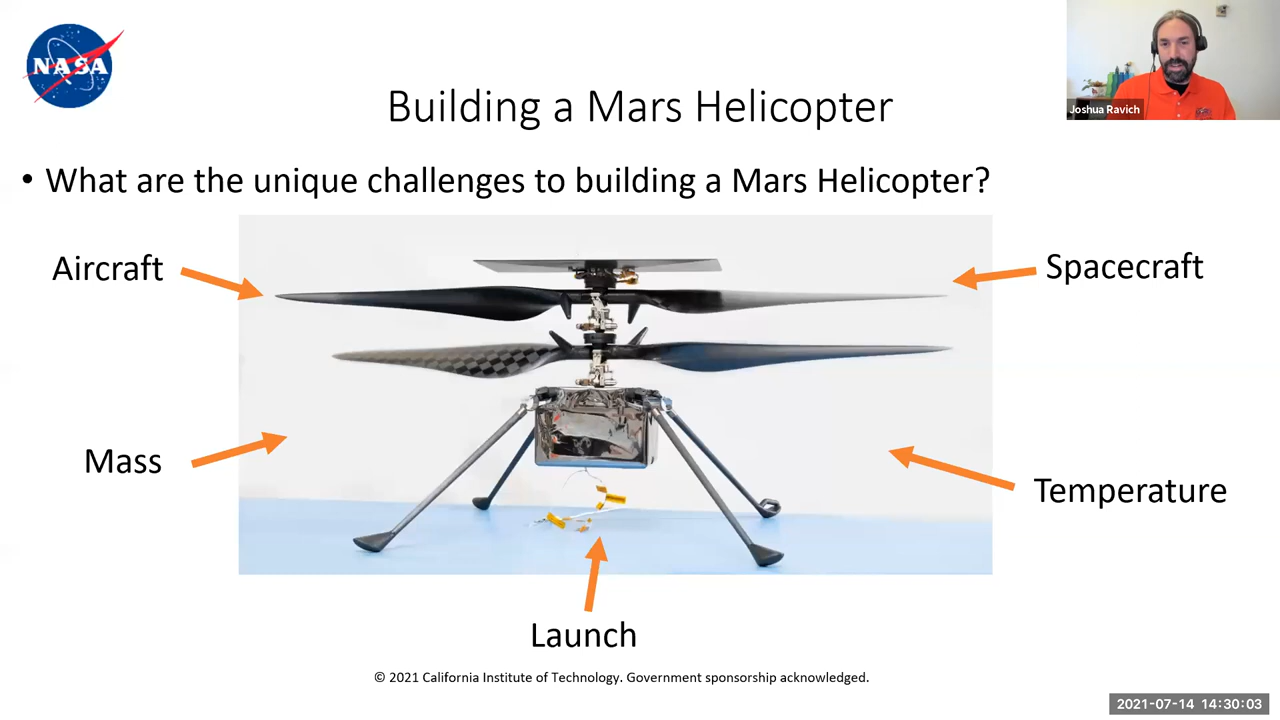 NASA
Building a Mars Helicopter
Joshua Ravich
• What are the unique challenges to building a Mars Helicopter?
Aircraft
Spacecraft
Mass
Temperature
Launch
© 2021 California Institute of Technology. Government sponsorship acknowledged.
2021-07-14 14:30:03